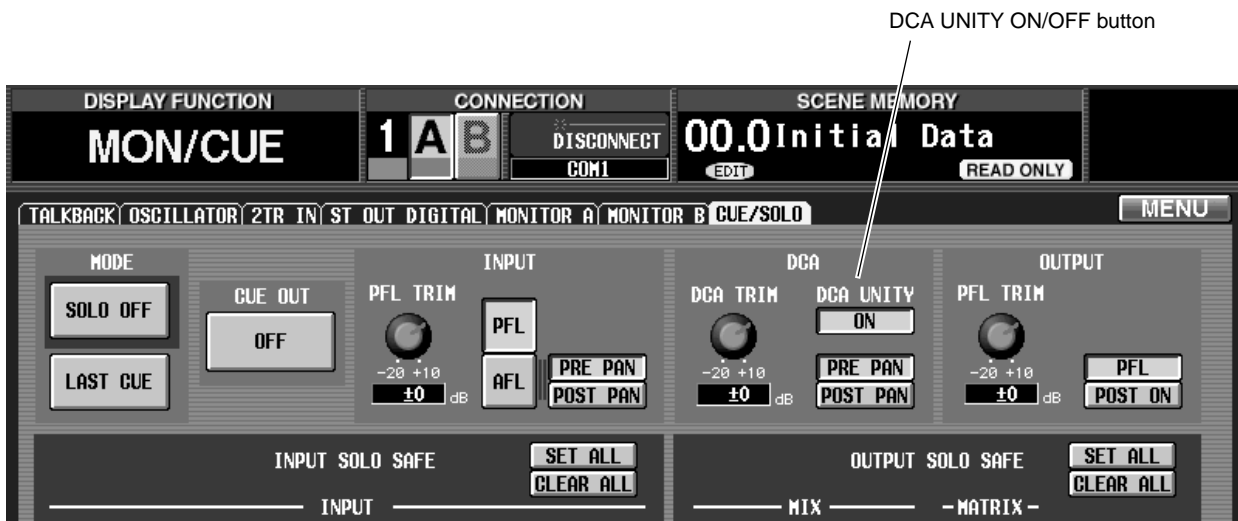 DCA UNITY ON/OFF button
DISPLAY FUNCTION
MON/CUE
CONNECTION
1 A B DISCONNECT
COM1
SCENE MEMORY
00.0 Initial Data
EDIT READ ONLY
TALKBACK OSCILLATOR 2TR IN ST OUT DIGITAL MONITOR A MONITOR B CUE/SOLO MENU
MODE
SOLO OFF
LAST CUE
CUE OUT
OFF
INPUT
PFL TRIM
-20 +10
±0 dB
PFL
AFL
PRE PAN
POST PAN
DCA
DCA TRIM
-20 +10
±0 dB
DCA UNITY
ON
PRE PAN
POST PAN
OUTPUT
PFL TRIM
-20 +10
±0 dB
PFL
POST ON
INPUT SOLO SAFE
SET ALL
CLEAR ALL
INPUT
OUTPUT SOLO SAFE
SET ALL
CLEAR ALL
MIX
-MATRIX-